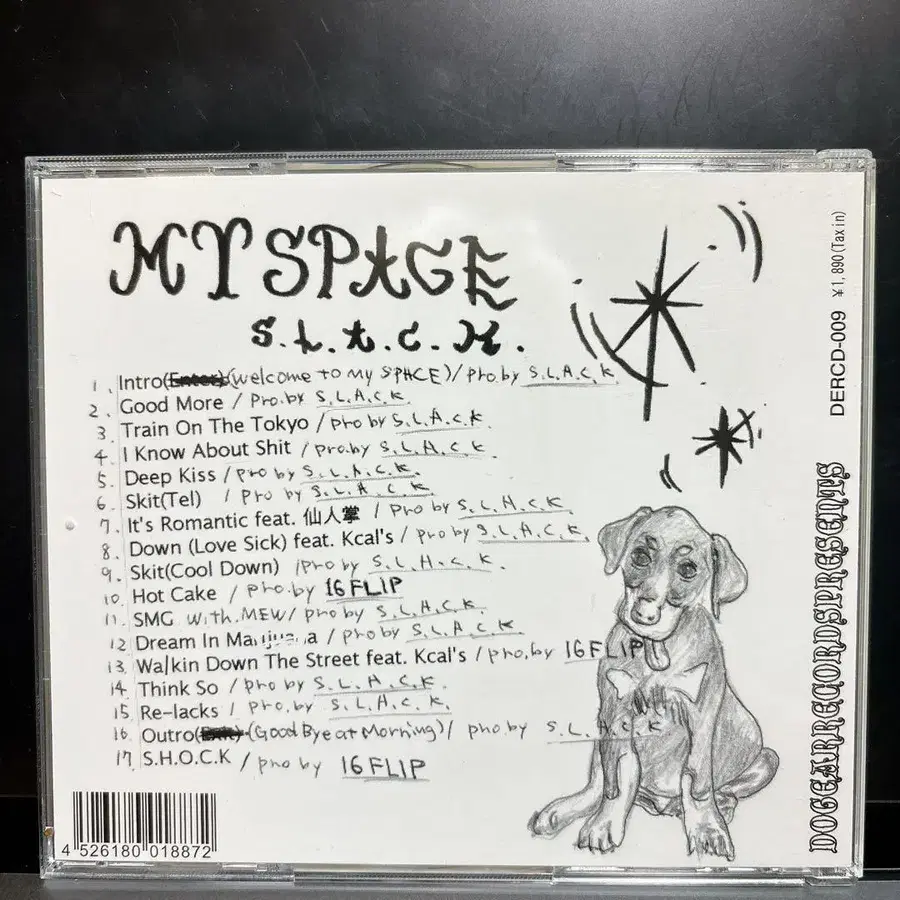 MY SPACE
S.L.A.C.K.
1. Intro(Enter)(welcome to my SPACE)/pro.by S.L.A.C.K
2. Good More / pro.by S.L.A.C.K.
3. Train On The Tokyo / pro by S.L.A.C.K
4. I Know About Shit / pro.by S.L.A.C.K.
5. Deep Kiss / pro by S.L.A.C.K.
6. Skit(Tel) / pro by S.L.A.C.K
7. It's Romantic feat. 仙人掌 / pro by S.L.A.C.K.
8. Down (Love Sick) feat. Kcal's / pro by S.L.A.C.K.
9. Skit(Cool Down) /pro by S.L.A.C.K.
10. Hot Cake / pro.by 16FLIP
11. SMG with.MEW/ pro by S.L.A.C.K.
12 Dream In Marijuana / pro by S.L.A.C.K.
13. Walkin Down The Street feat. Kcal's / pro.by 16FLIP
14. Think So / pro by S.L.A.C.K.
15. Re-lacks / pro.by S.L.A.C.K.
16. Outro(Exit)(Good Bye at Morning)/ pro by S.L.A.C.K
17 S.H.O.C.K / pro by 16FLIP
4 526180 018872
DERCD-009 ¥1,890(Tax in)
DOGEARRECORDSPRESENTS